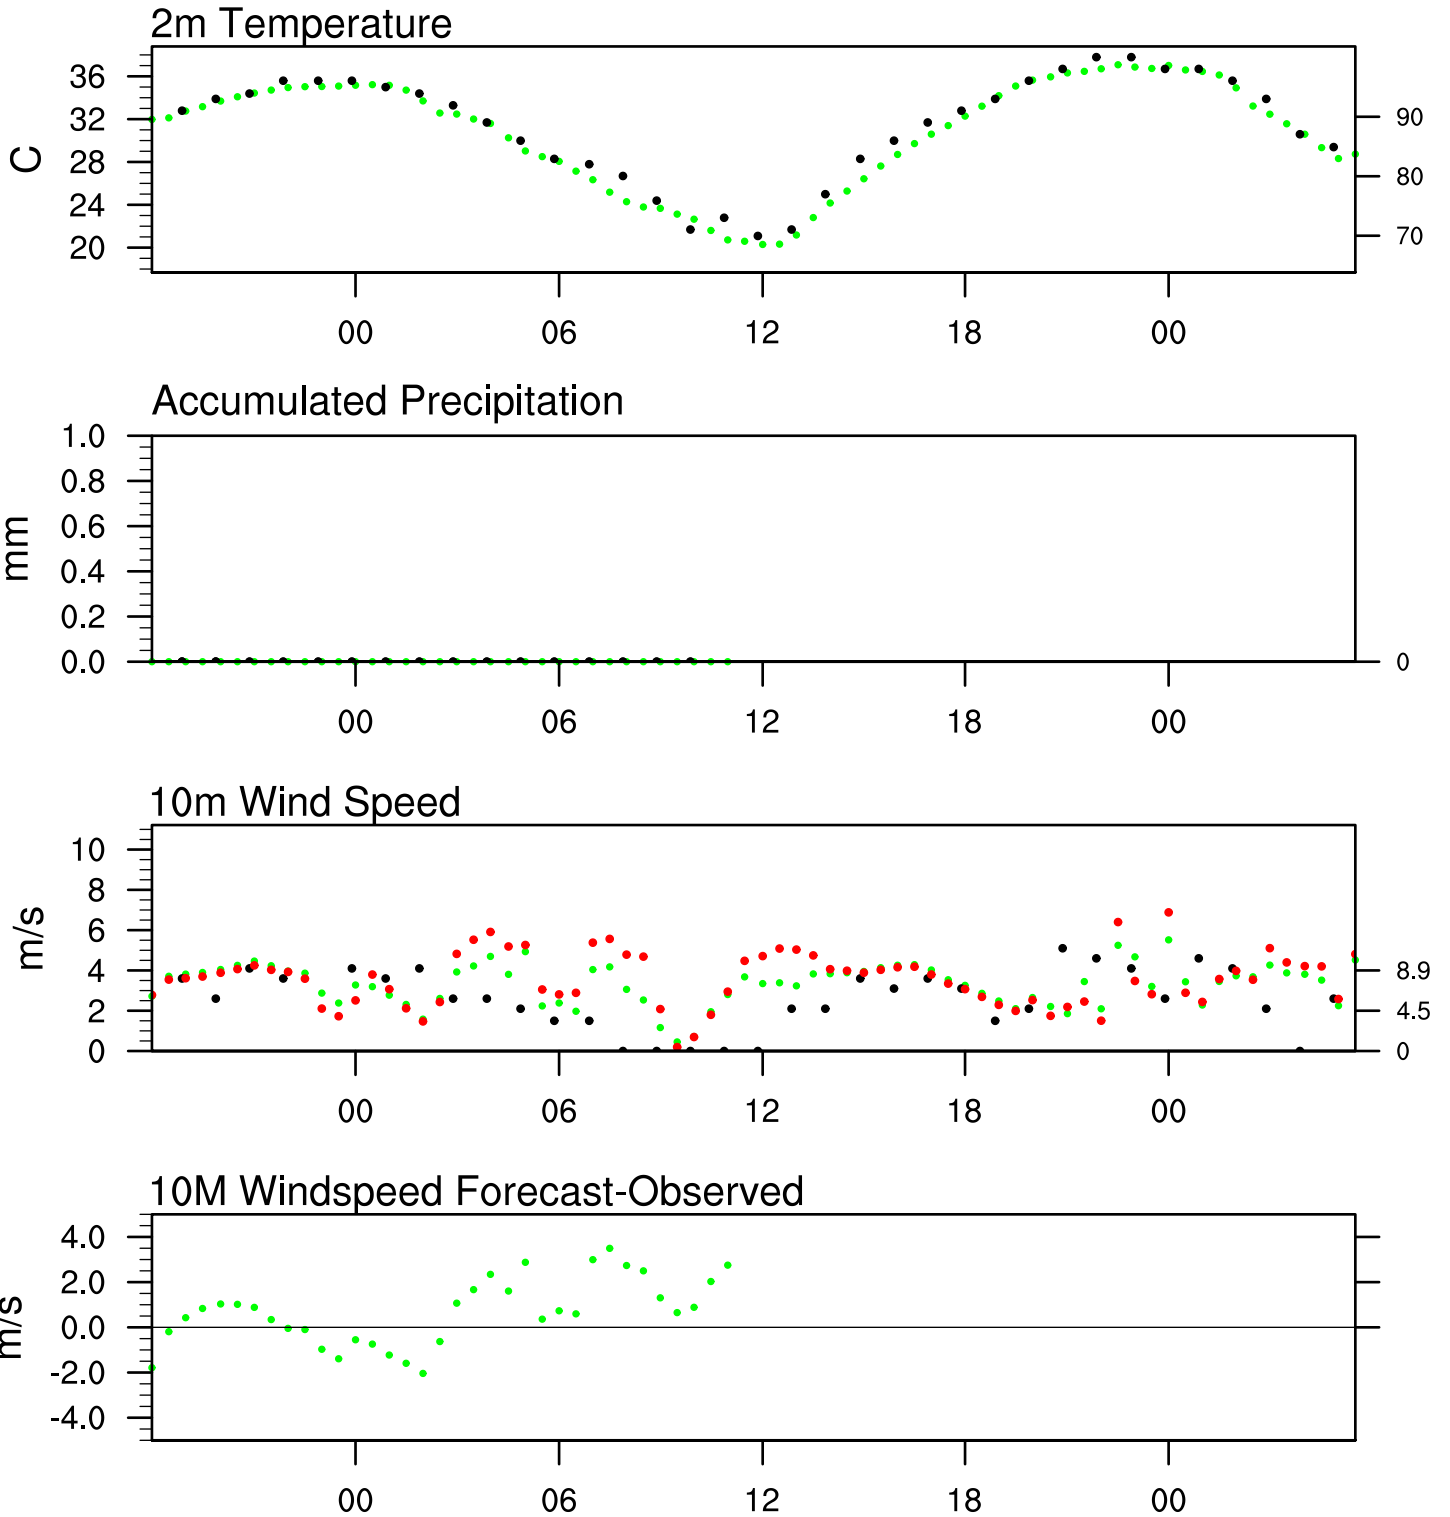 2m Temperature
36
32
28
24
20
C
90
80
70
00 06 12 18 00
Accumulated Precipitation
1.0
0.8
0.6
0.4
0.2
0.0
mm
0
00 06 12 18 00
10m Wind Speed
10
8
6
4
2
0
m/s
8.9
4.5
0
00 06 12 18 00
10M Windspeed Forecast-Observed
4.0
2.0
0.0
-2.0
-4.0
m/s
00 06 12 18 00